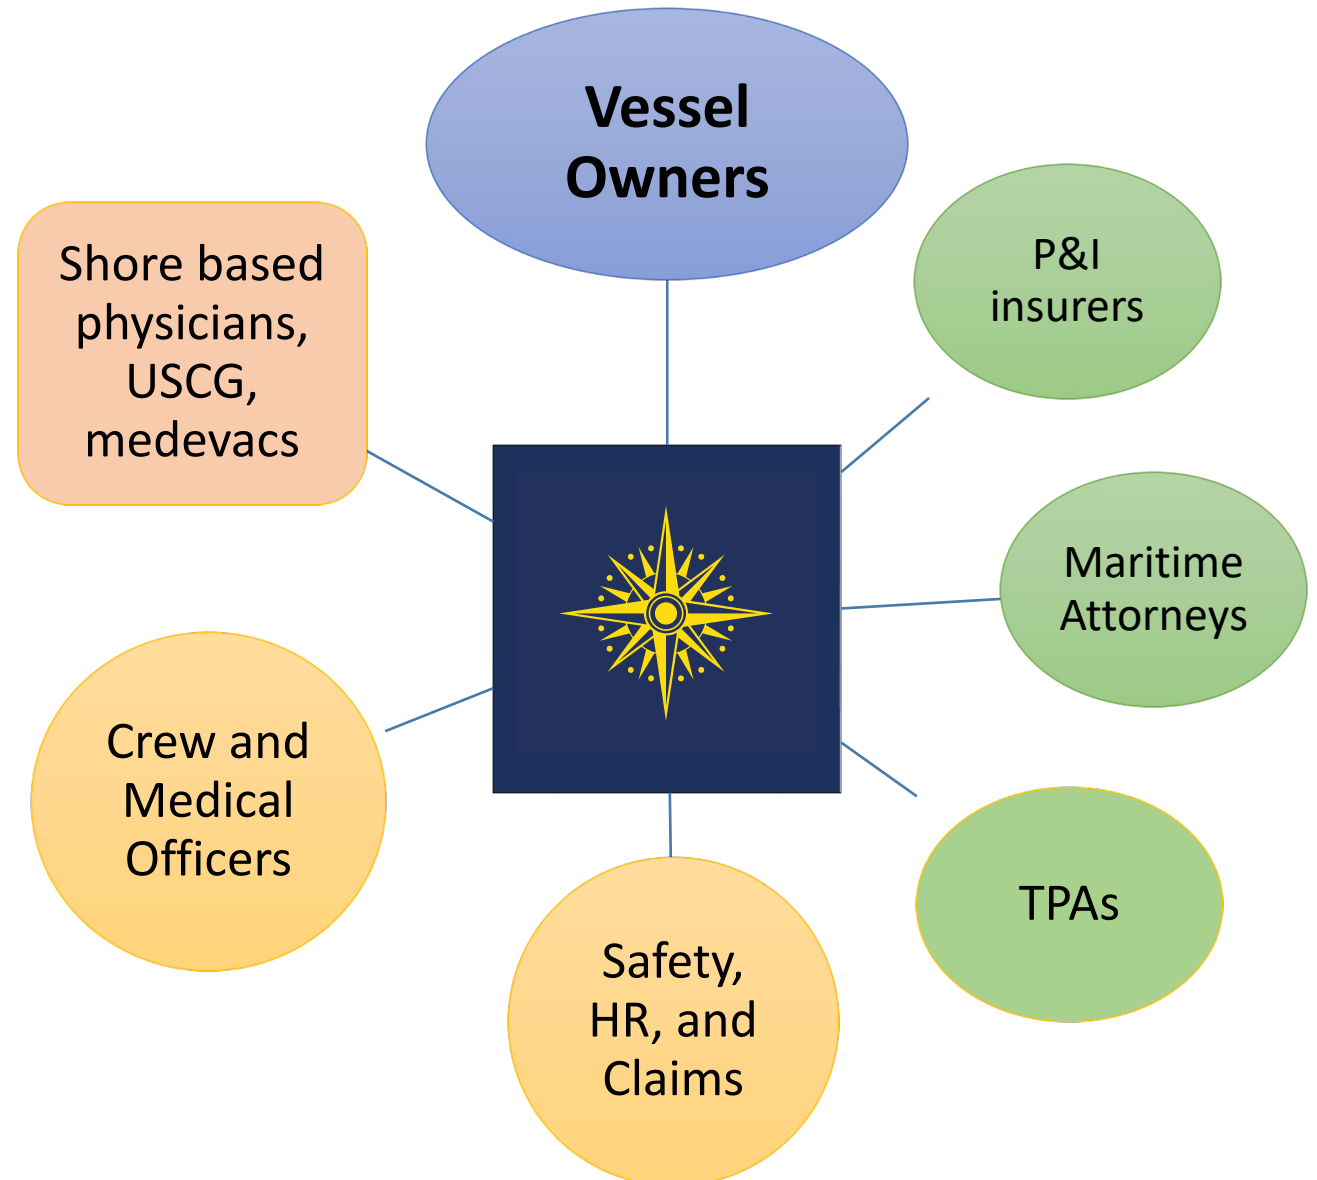 Vessel
Owners
P&I
insurers
Shore based
physicians,
USCG,
medevacs
Maritime
Attorneys
Crew and
Medical
Officers
TPAs
Safety,
HR, and
Claims